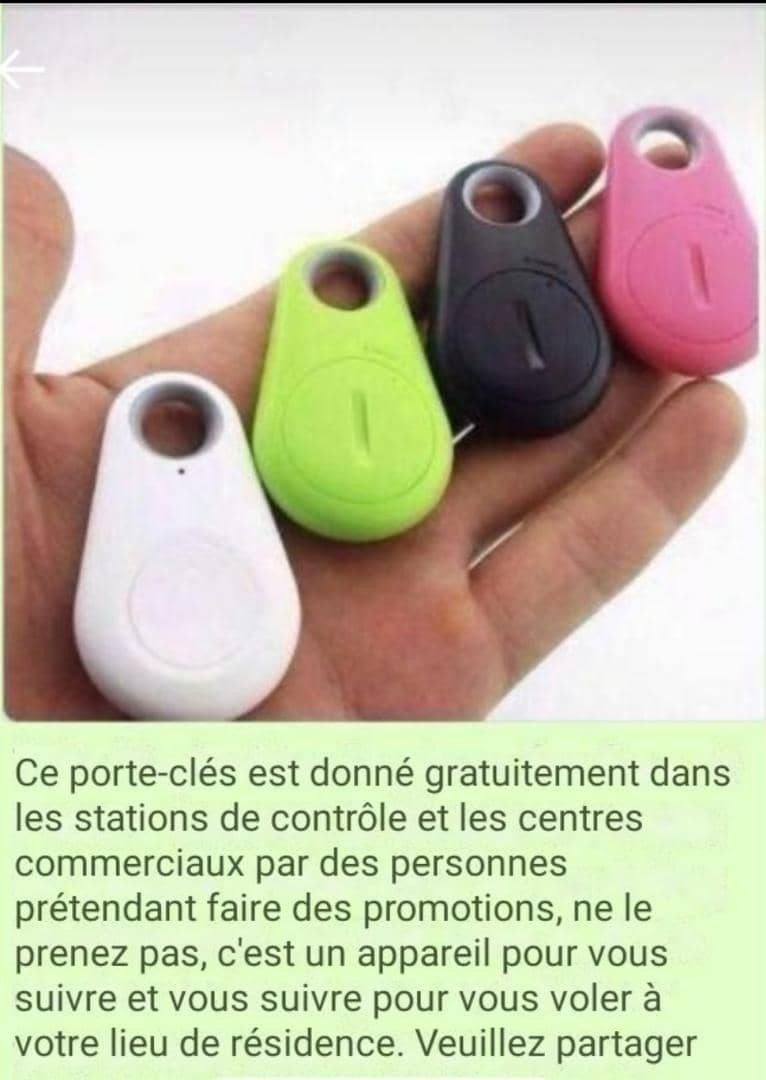 Ce porte-clés est donné gratuitement dans
les stations de contrôle et les centres
commerciaux par des personnes
prétendant faire des promotions, ne le
prenez pas, c'est un appareil pour vous
suivre et vous suivre pour vous voler à
votre lieu de résidence. Veuillez partager